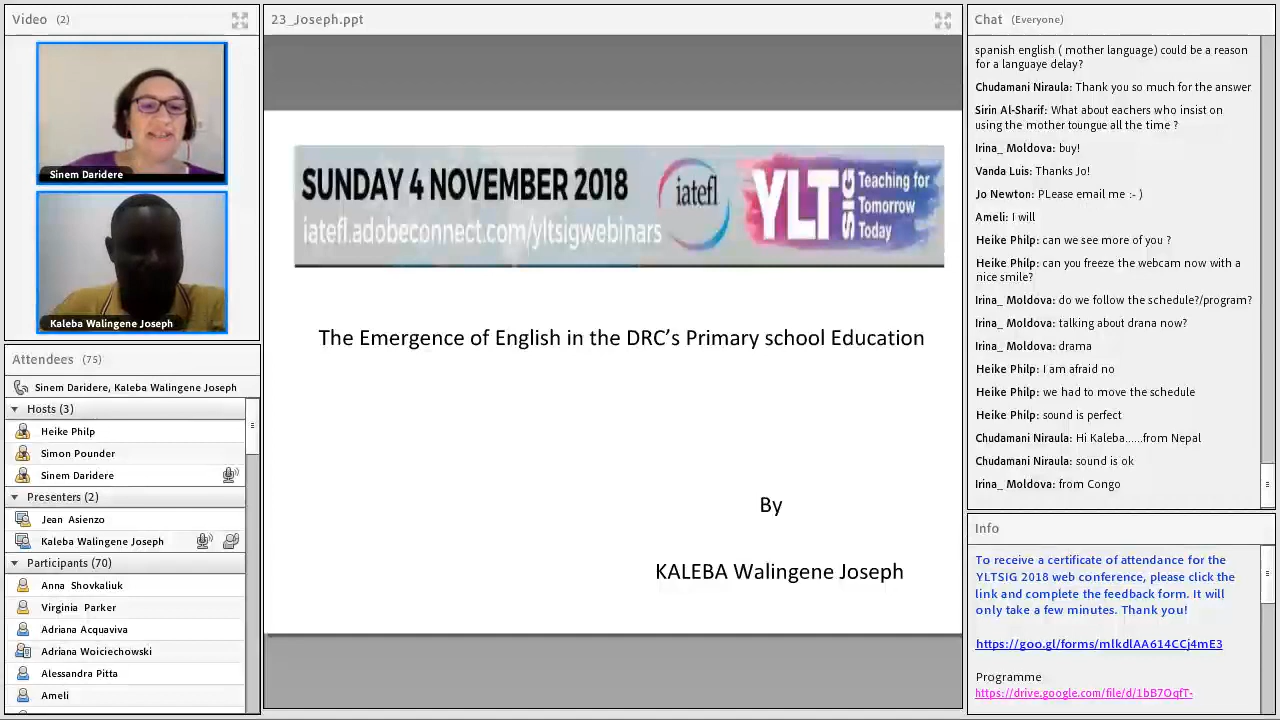 Video (2)
Sinem Daridere
Kaleba Walingene Joseph
Attendees (75)
Sinem Daridere, Kaleba Walingene Joseph
Hosts (3)
Heike Philp
Simon Pounder
Sinem Daridere
Presenters (2)
Jean Asienzo
Kaleba Walingene Joseph
Participants (70)
Anna Shovkaliuk
Virginia Parker
Adriana Acquaviva
Adriana Woiciechowski
Alessandra Pitta
Ameli
23_Joseph.ppt
SUNDAY 4 NOVEMBER 2018
iatefl.adobeconnect.com/yltsigwebinars
iatefl
YLT SIG
Teaching for
Tomorrow
Today
The Emergence of English in the DRC’s Primary school Education
By
KALEBA Walingene Joseph
Chat (Everyone)
spanish english ( mother language) could be a reason
for a languaye delay?
Chudamani Niraula: Thank you so much for the answer
Sirin Al-Sharif: What about eachers who insist on
using the mother toungue all the time ?
Irina_ Moldova: buy!
Vanda Luis: Thanks Jo!
Jo Newton: PLease email me :- )
Ameli: I will
Heike Philp: can we see more of you ?
Heike Philp: can you freeze the webcam now with a
nice smile?
Irina_ Moldova: do we follow the schedule?/program?
Irina_ Moldova: talking about drana now?
Irina_ Moldova: drama
Heike Philp: I am afraid no
Heike Philp: we had to move the schedule
Heike Philp: sound is perfect
Chudamani Niraula: Hi Kaleba......from Nepal
Chudamani Niraula: sound is ok
Irina_ Moldova: from Congo
Info
To receive a certificate of attendance for the
YLTSIG 2018 web conference, please click the
link and complete the feedback form. It will
only take a few minutes. Thank you!
https://goo.gl/forms/mlkdlAA614CCj4mE3
Programme
https://drive.google.com/file/d/1bB7OqfT-